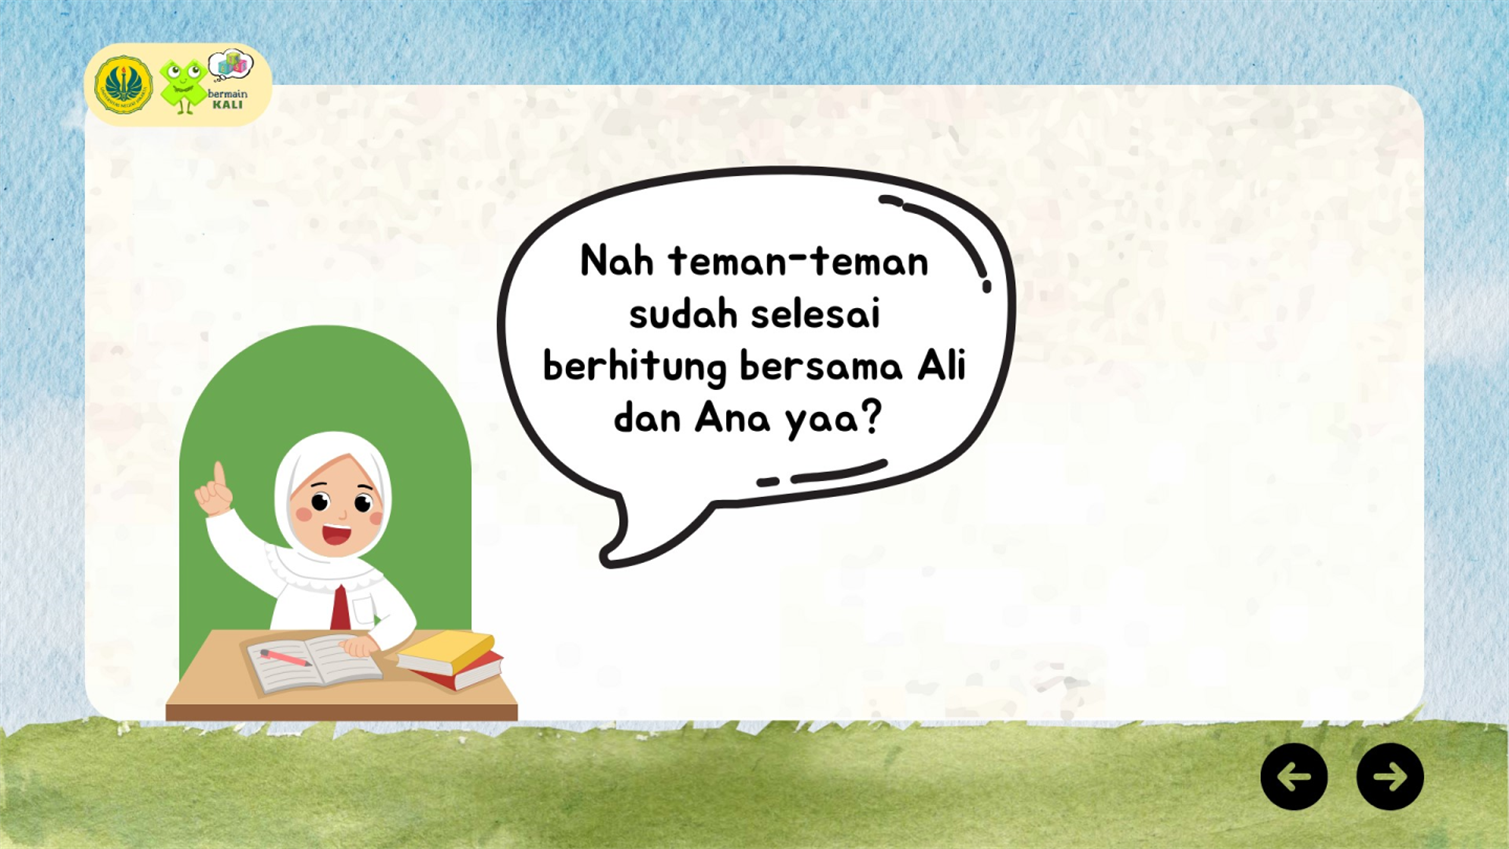 bermain
KALI
Nah teman-teman
sudah selesai
berhitung bersama Ali
dan Ana yaa?